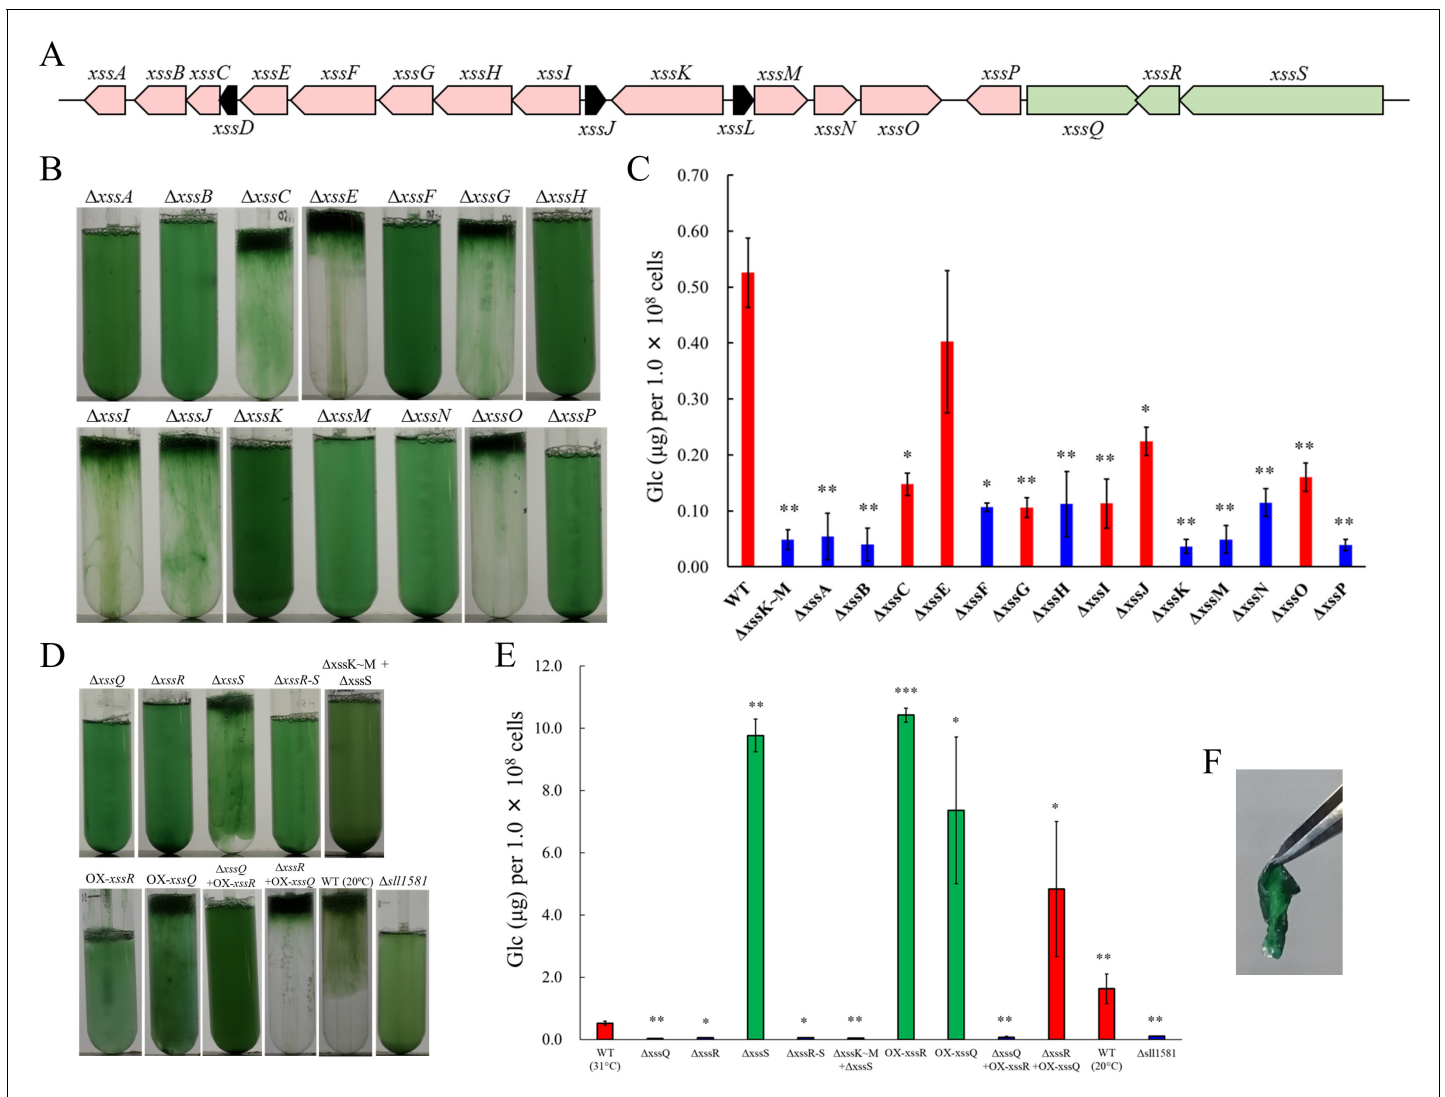 A
xssA xssB xssC xssE xssF xssG xssH xssI xssK xssM xssP xssR xssS
xssD xssJ xssL xssN xssO xssQ
B
ΔxssA ΔxssB ΔxssC ΔxssE ΔxssF ΔxssG ΔxssH
ΔxssI ΔxssJ ΔxssK ΔxssM ΔxssN ΔxssO ΔxssP
C
Glc (μg) per 1.0 × 10⁸ cells
0.70
0.60
0.50
0.40
0.30
0.20
0.10
0.00
** ** ** * * ** ** ** * ** ** ** ** **
WT ΔxssK~M ΔxssA ΔxssB ΔxssC ΔxssE ΔxssF ΔxssG ΔxssH ΔxssI ΔxssJ ΔxssK ΔxssM ΔxssN ΔxssO ΔxssP
D
ΔxssQ ΔxssR ΔxssS ΔxssR-S ΔxssK~M +
ΔxssS
OX-xssR OX-xssQ ΔxssQ
+OX-xssR ΔxssR
+OX-xssQ WT (20°C) Δsll1581
E
Glc (μg) per 1.0 × 10⁸ cells
12.0
10.0
8.0
6.0
4.0
2.0
0.0
** * ** * ** *** * ** * ** **
WT
(31°C)
ΔxssQ
ΔxssR
ΔxssS
ΔxssR-S
ΔxssK~M
+ΔxssS
OX-xssR
OX-xssQ
ΔxssQ
+OX-xssR
ΔxssR
+OX-xssQ
WT
(20°C)
Δsll1581
F